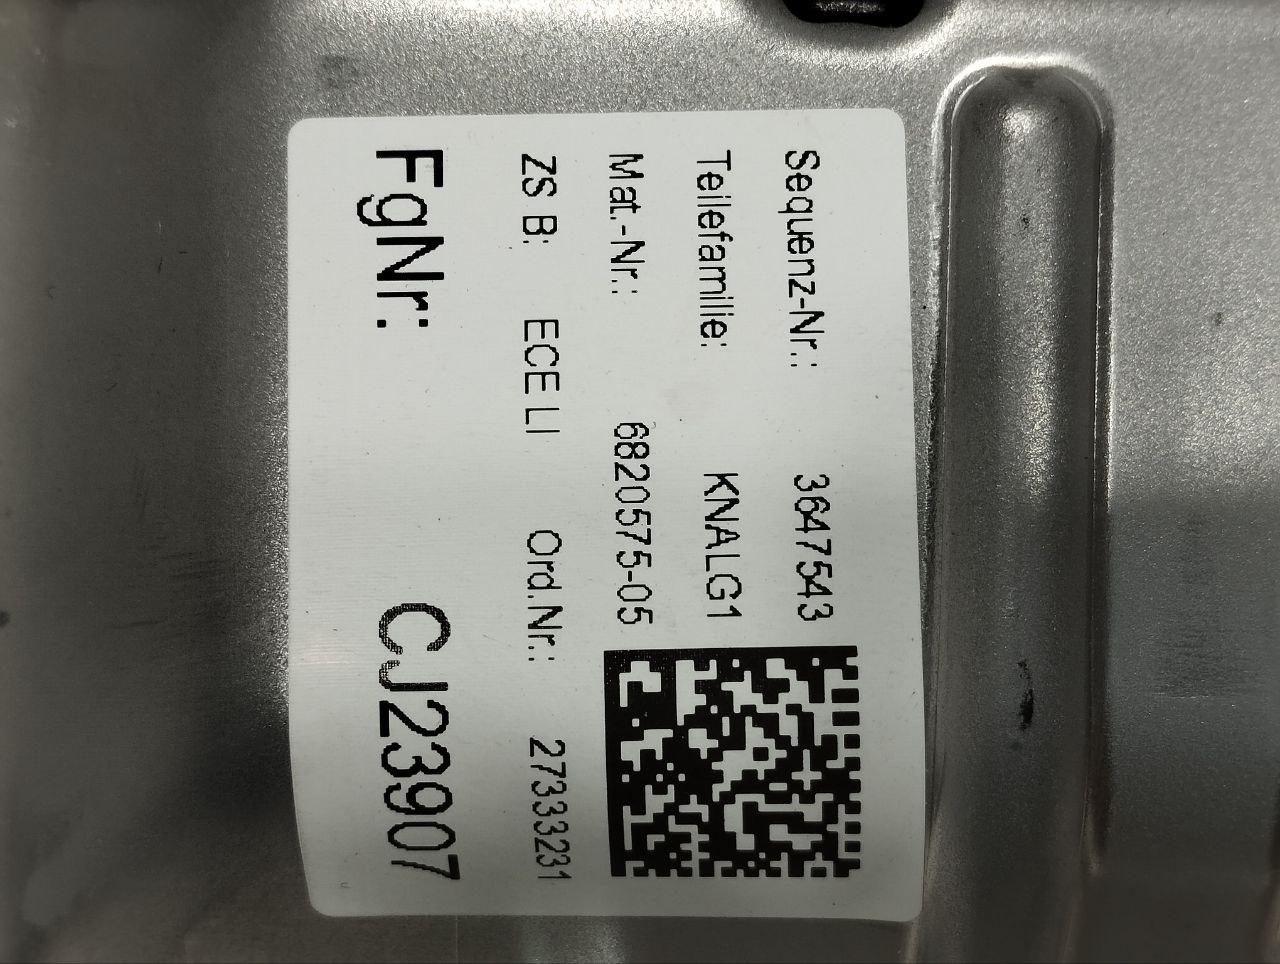 Sequenz-Nr.: 3647543
Teilefamilie: KNALG1
Mat.-Nr.: 6820575-05
ZS B: ECE LI Ord.Nr.: 27333231
FgNr: CJ23907